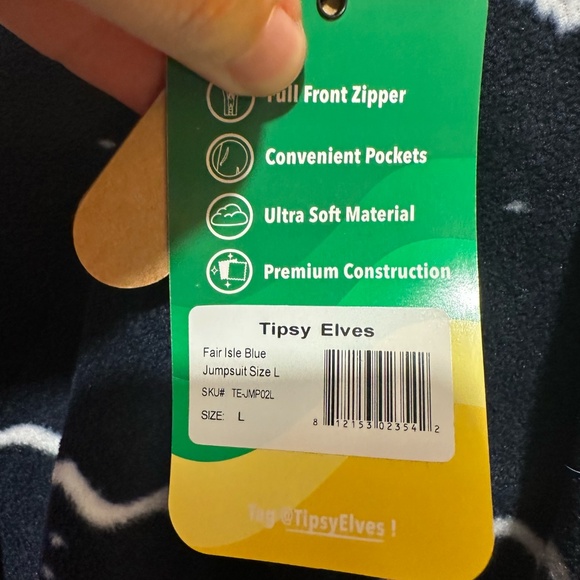 Full Front Zipper
Convenient Pockets
Ultra Soft Material
Premium Construction
Tipsy Elves
Fair Isle Blue
Jumpsuit Size L
SKU# TE-JMP02L
SIZE: L
8 12153 02354 2
Tag @TipsyElves !